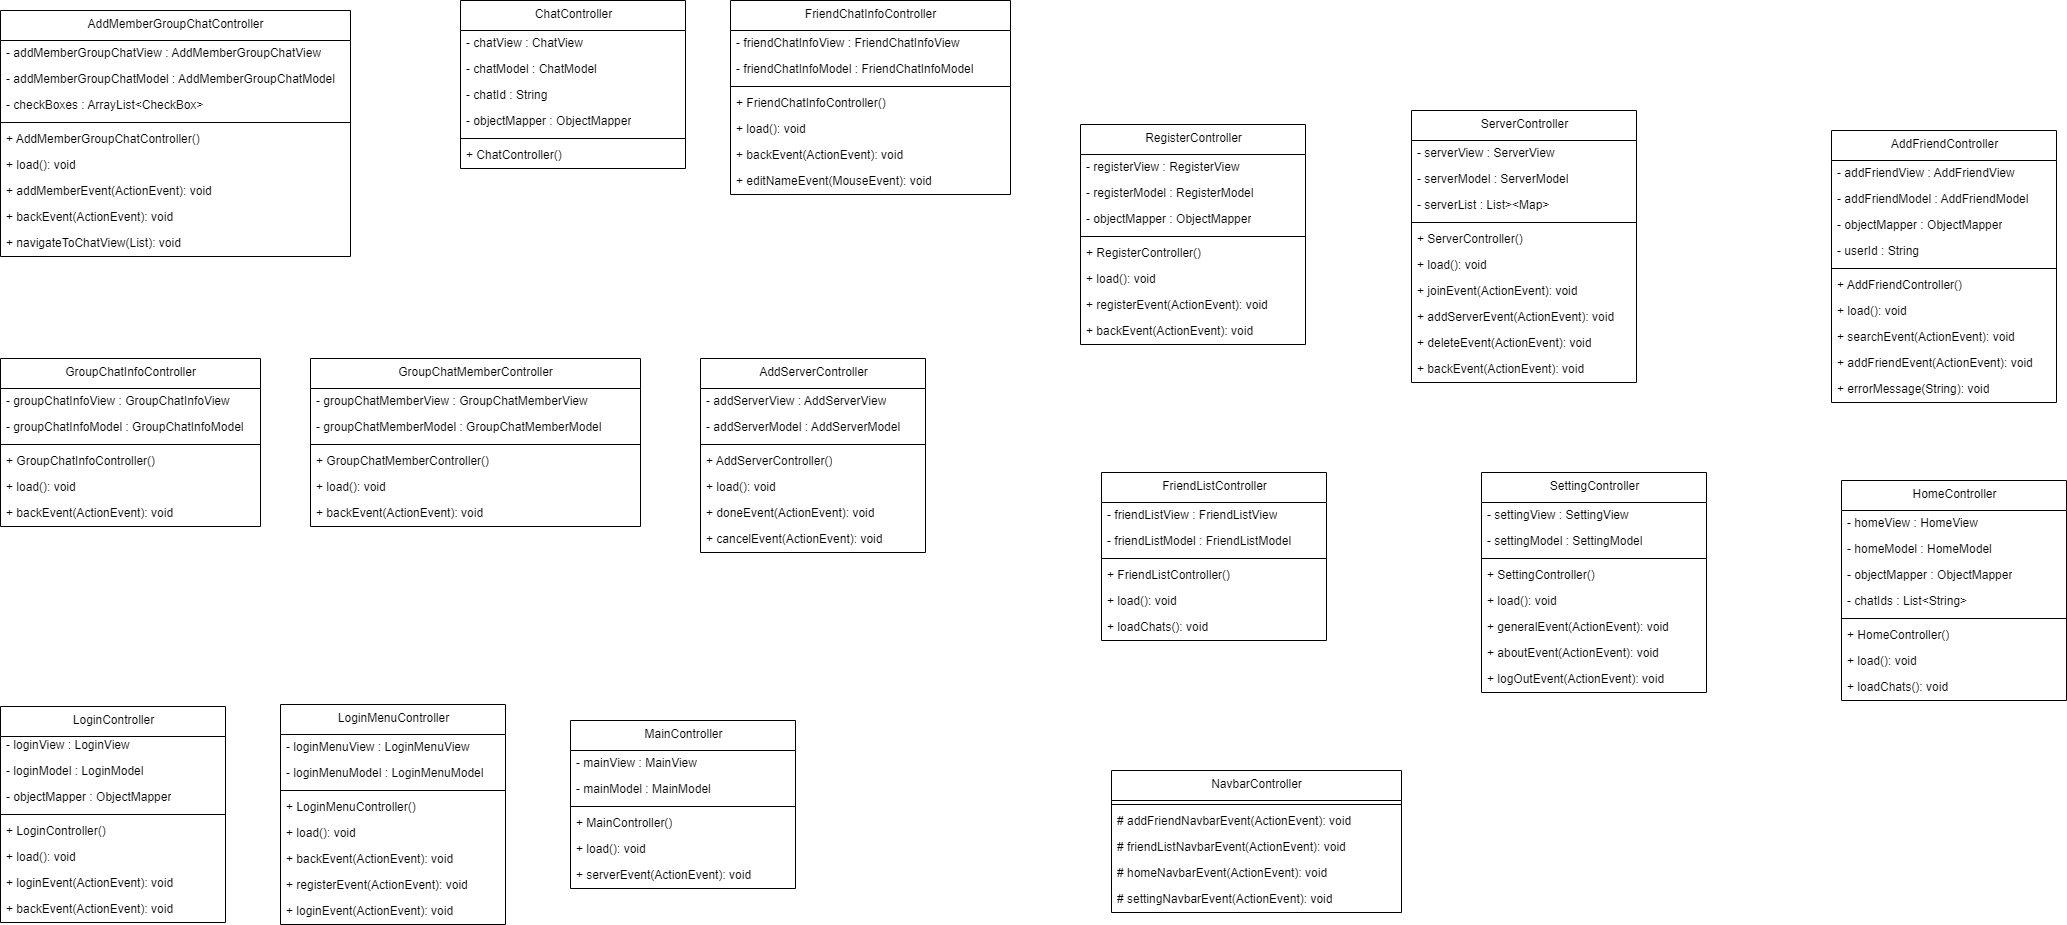 AddMemberGroupChatController
- addMemberGroupChatView : AddMemberGroupChatView
- addMemberGroupChatModel : AddMemberGroupChatModel
- checkBoxes : ArrayList<CheckBox>
+ AddMemberGroupChatController()
+ load(): void
+ addMemberEvent(ActionEvent): void
+ backEvent(ActionEvent): void
+ navigateToChatView(List): void
ChatController
- chatView : ChatView
- chatModel : ChatModel
- chatId : String
- objectMapper : ObjectMapper
+ ChatController()
FriendChatInfoController
- friendChatInfoView : FriendChatInfoView
- friendChatInfoModel : FriendChatInfoModel
+ FriendChatInfoController()
+ load(): void
+ backEvent(ActionEvent): void
+ editNameEvent(MouseEvent): void
RegisterController
- registerView : RegisterView
- registerModel : RegisterModel
- objectMapper : ObjectMapper
+ RegisterController()
+ load(): void
+ registerEvent(ActionEvent): void
+ backEvent(ActionEvent): void
ServerController
- serverView : ServerView
- serverModel : ServerModel
- serverList : List><Map>
+ ServerController()
+ load(): void
+ joinEvent(ActionEvent): void
+ addServerEvent(ActionEvent): void
+ deleteEvent(ActionEvent): void
+ backEvent(ActionEvent): void
AddFriendController
- addFriendView : AddFriendView
- addFriendModel : AddFriendModel
- objectMapper : ObjectMapper
- userId : String
+ AddFriendController()
+ load(): void
+ searchEvent(ActionEvent): void
+ addFriendEvent(ActionEvent): void
+ errorMessage(String): void
GroupChatInfoController
- groupChatInfoView : GroupChatInfoView
- groupChatInfoModel : GroupChatInfoModel
+ GroupChatInfoController()
+ load(): void
+ backEvent(ActionEvent): void
GroupChatMemberController
- groupChatMemberView : GroupChatMemberView
- groupChatMemberModel : GroupChatMemberModel
+ GroupChatMemberController()
+ load(): void
+ backEvent(ActionEvent): void
AddServerController
- addServerView : AddServerView
- addServerModel : AddServerModel
+ AddServerController()
+ load(): void
+ doneEvent(ActionEvent): void
+ cancelEvent(ActionEvent): void
FriendListController
- friendListView : FriendListView
- friendListModel : FriendListModel
+ FriendListController()
+ load(): void
+ loadChats(): void
SettingController
- settingView : SettingView
- settingModel : SettingModel
+ SettingController()
+ load(): void
+ generalEvent(ActionEvent): void
+ aboutEvent(ActionEvent): void
+ logOutEvent(ActionEvent): void
HomeController
- homeView : HomeView
- homeModel : HomeModel
- objectMapper : ObjectMapper
- chatIds : List<String>
+ HomeController()
+ load(): void
+ loadChats(): void
LoginController
- loginView : LoginView
- loginModel : LoginModel
- objectMapper : ObjectMapper
+ LoginController()
+ load(): void
+ loginEvent(ActionEvent): void
+ backEvent(ActionEvent): void
LoginMenuController
- loginMenuView : LoginMenuView
- loginMenuModel : LoginMenuModel
+ LoginMenuController()
+ load(): void
+ backEvent(ActionEvent): void
+ registerEvent(ActionEvent): void
+ loginEvent(ActionEvent): void
MainController
- mainView : MainView
- mainModel : MainModel
+ MainController()
+ load(): void
+ serverEvent(ActionEvent): void
NavbarController
# addFriendNavbarEvent(ActionEvent): void
# friendListNavbarEvent(ActionEvent): void
# homeNavbarEvent(ActionEvent): void
# settingNavbarEvent(ActionEvent): void